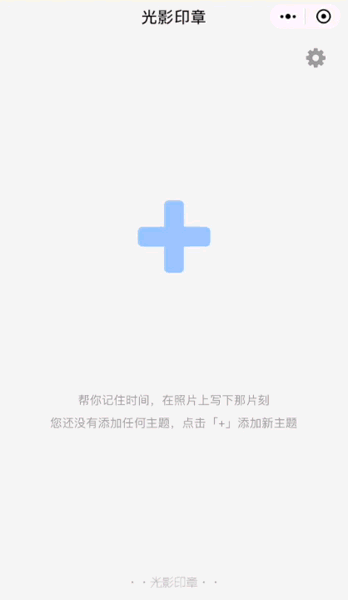 光影印章
帮你记住时间，在照片上写下那片刻
您还没有添加任何主题，点击「+」添加新主题
· · 光影印章 · ·